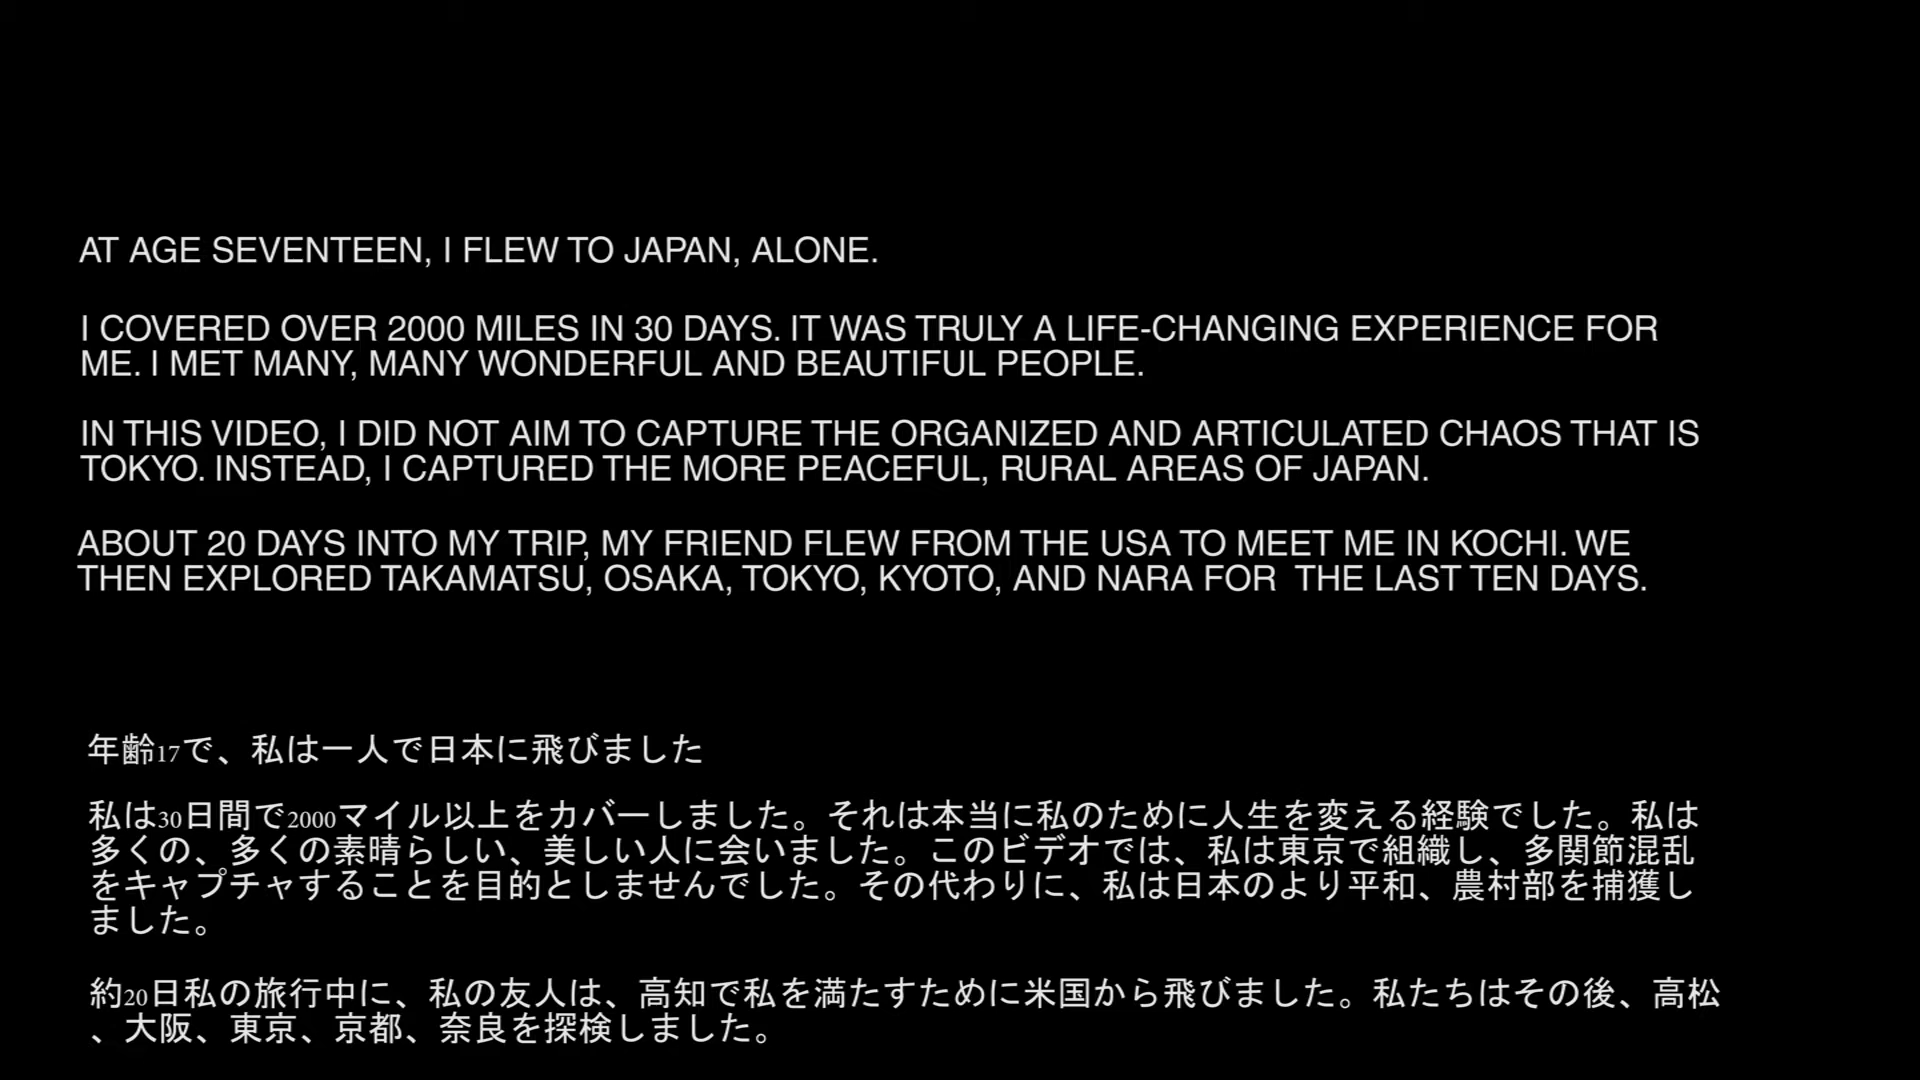 AT AGE SEVENTEEN, I FLEW TO JAPAN, ALONE.
I COVERED OVER 2000 MILES IN 30 DAYS. IT WAS TRULY A LIFE-CHANGING EXPERIENCE FOR
ME. I MET MANY, MANY WONDERFUL AND BEAUTIFUL PEOPLE.
IN THIS VIDEO, I DID NOT AIM TO CAPTURE THE ORGANIZED AND ARTICULATED CHAOS THAT IS
TOKYO. INSTEAD, I CAPTURED THE MORE PEACEFUL, RURAL AREAS OF JAPAN.
ABOUT 20 DAYS INTO MY TRIP, MY FRIEND FLEW FROM THE USA TO MEET ME IN KOCHI. WE
THEN EXPLORED TAKAMATSU, OSAKA, TOKYO, KYOTO, AND NARA FOR  THE LAST TEN DAYS.
年齢17で、私は一人で日本に飛びました
私は30日間で2000マイル以上をカバーしました。それは本当に私のために人生を変える経験でした。私は
多くの、多くの素晴らしい、美しい人に会いました。このビデオでは、私は東京で組織し、多関節混乱
をキャプチャすることを目的としませんでした。その代わりに、私は日本のより平和、農村部を捕獲し
ました。
約20日私の旅行中に、私の友人は、高知で私を満たすために米国から飛びました。私たちはその後、高松
、大阪、東京、京都、奈良を探検しました。